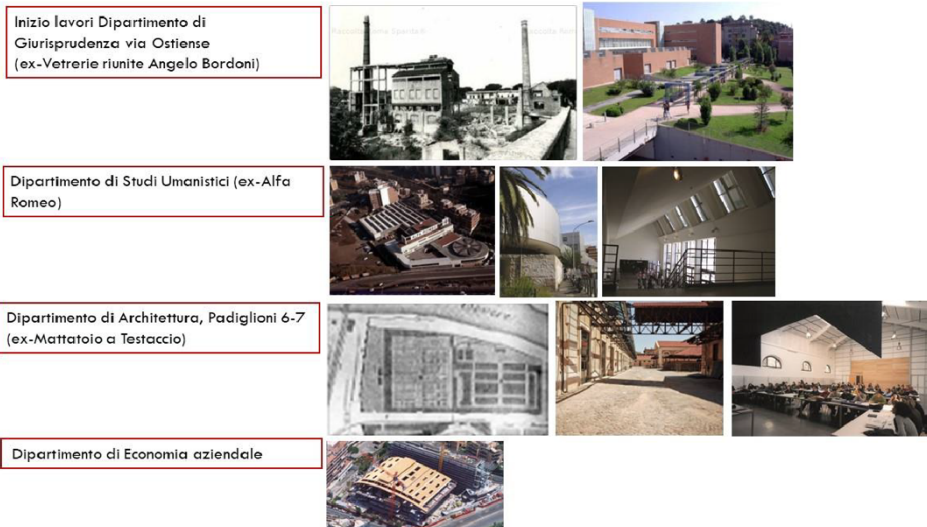 Inizio lavori Dipartimento di
Giurisprudenza via Ostiense
(ex-Vetrerie riunite Angelo Bordoni)
Dipartimento di Studi Umanistici (ex-Alfa
Romeo)
Dipartimento di Architettura, Padiglioni 6-7
(ex-Mattatoio a Testaccio)
Dipartimento di Economia aziendale